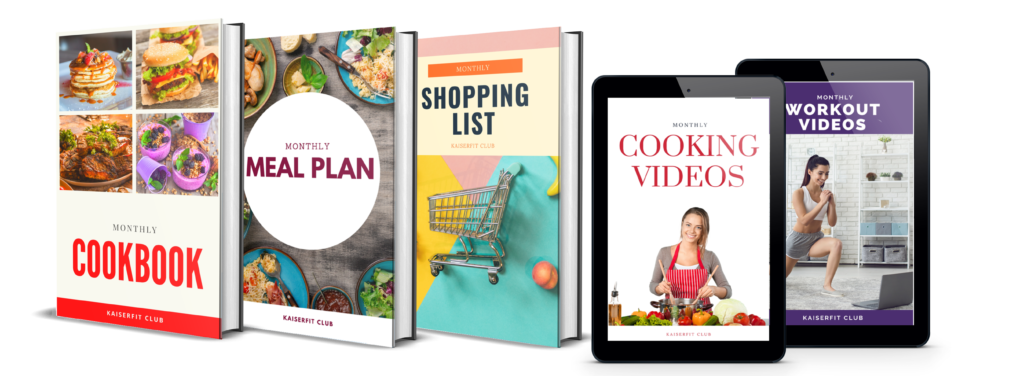 MONTHLY
COOKBOOK
KAISERFIT CLUB
MONTHLY
MEAL PLAN
KAISERFIT CLUB
MONTHLY
SHOPPING
LIST
KAISERFIT CLUB
MONTHLY
COOKING
VIDEOS
KAISERFIT CLUB
MONTHLY
WORKOUT
VIDEOS
KAISERFIT CLUB